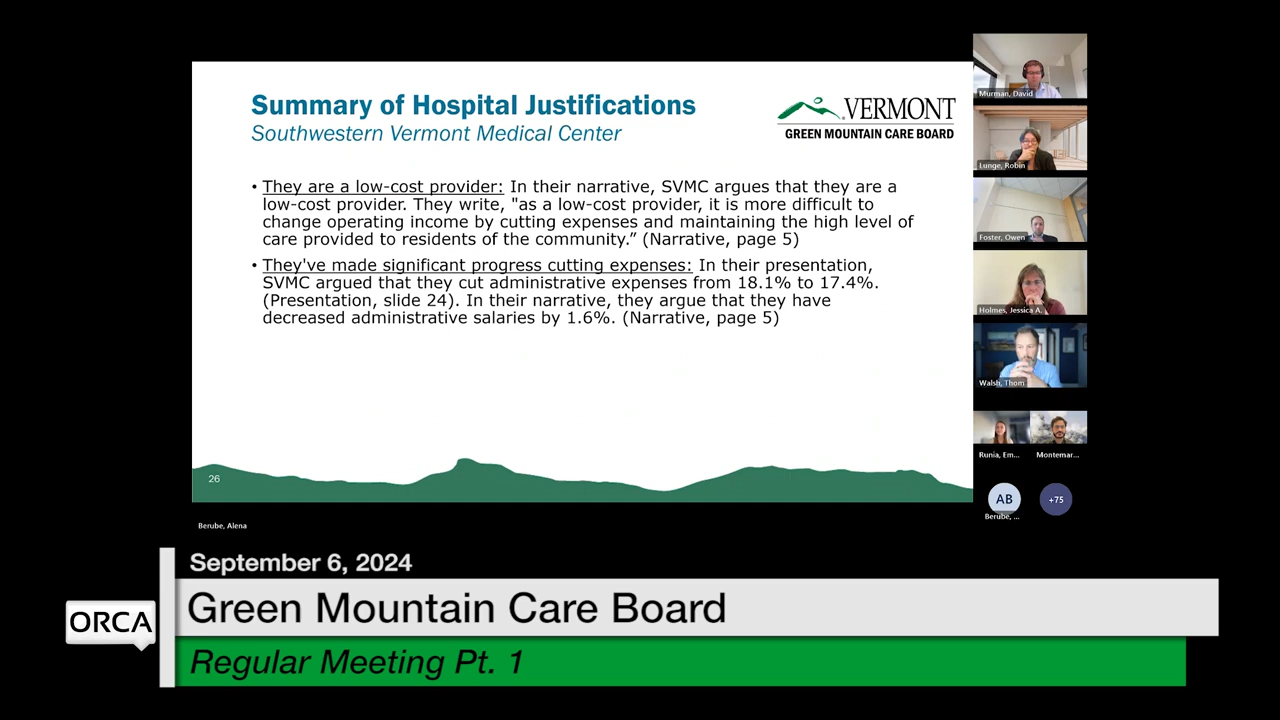 Summary of Hospital Justifications
Southwestern Vermont Medical Center
VERMONT
GREEN MOUNTAIN CARE BOARD
• They are a low-cost provider: In their narrative, SVMC argues that they are a
low-cost provider. They write, "as a low-cost provider, it is more difficult to
change operating income by cutting expenses and maintaining the high level of
care provided to residents of the community.” (Narrative, page 5)
• They've made significant progress cutting expenses: In their presentation,
SVMC argued that they cut administrative expenses from 18.1% to 17.4%.
(Presentation, slide 24). In their narrative, they argue that they have
decreased administrative salaries by 1.6%. (Narrative, page 5)
26
Berube, Alena
Murman, David
Lunge, Robin
Foster, Owen
Holmes, Jessica A.
Walsh, Thom
Runia, Em...
Montemar...
AB
+75
Berube, ...
September 6, 2024
ORCA
Green Mountain Care Board
Regular Meeting Pt. 1